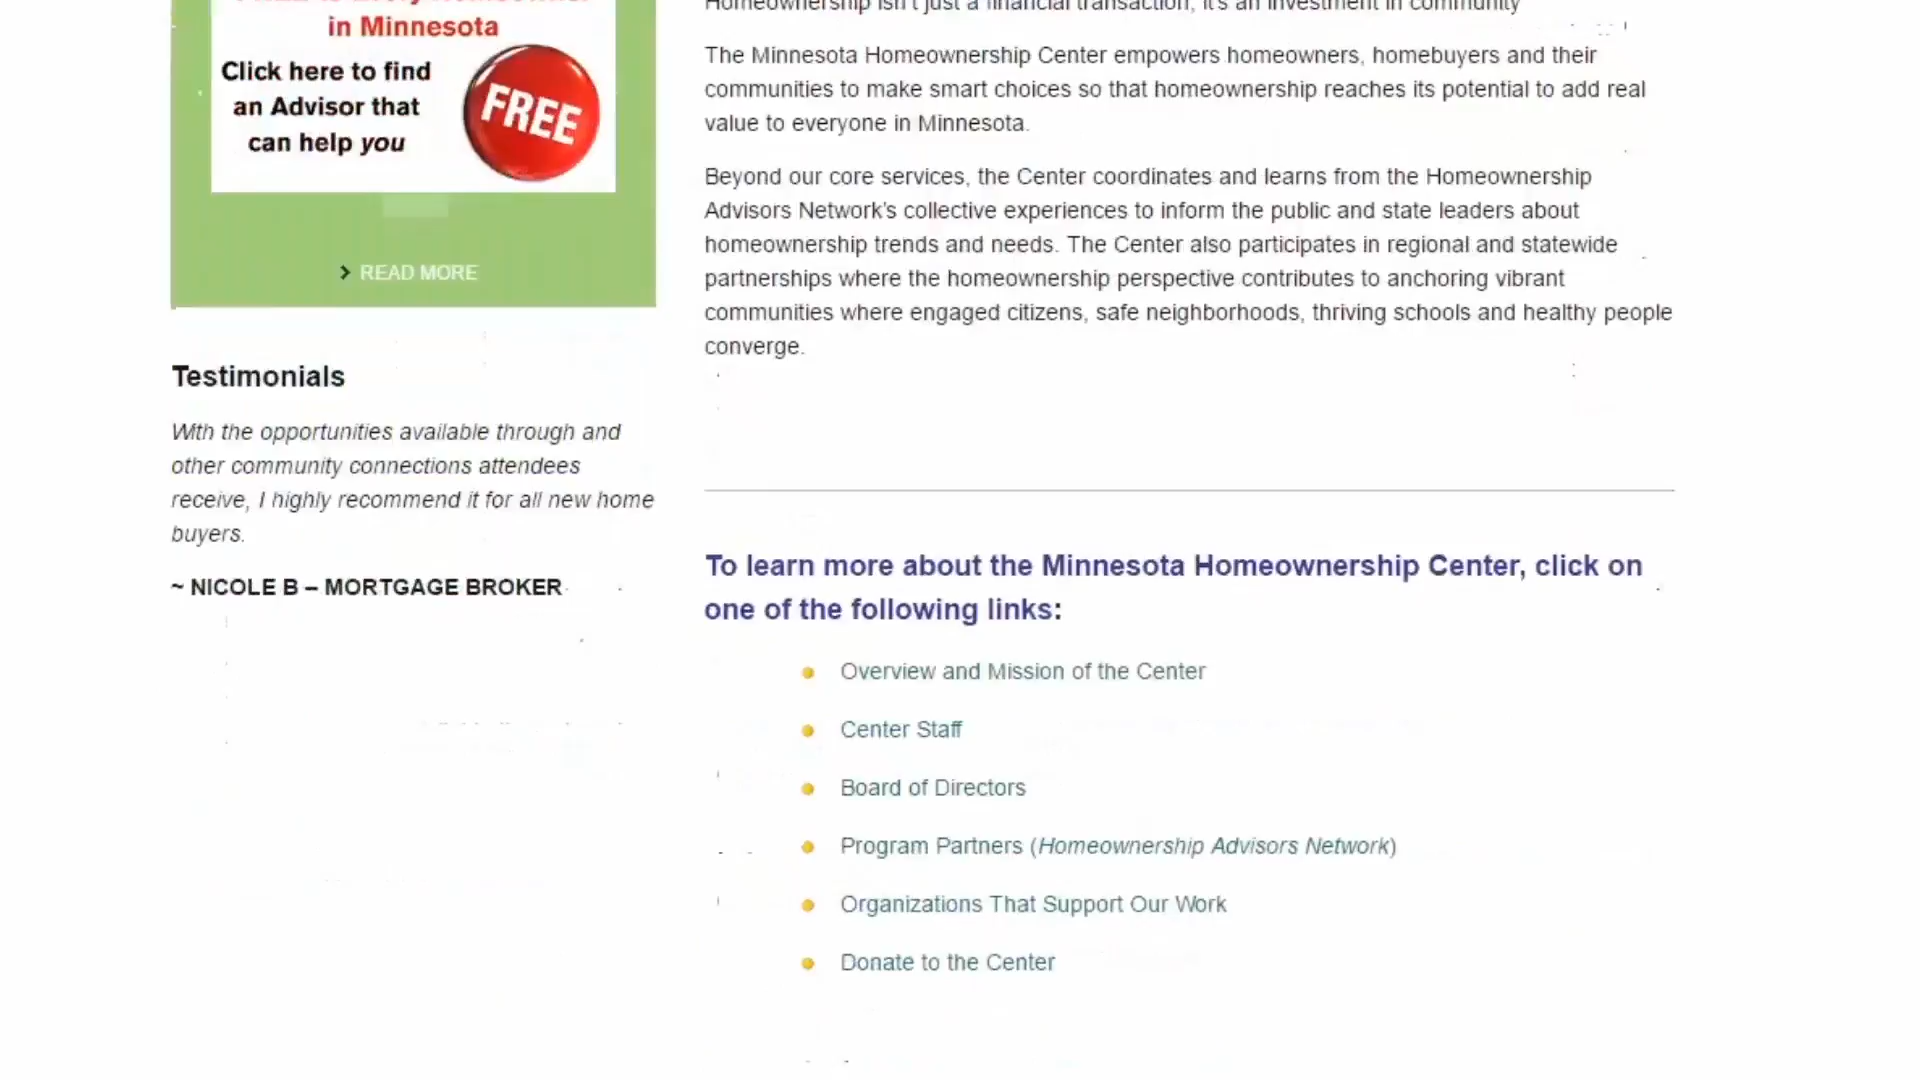 in Minnesota
Click here to find
an Advisor that
can help you
FREE
READ MORE
Testimonials
With the opportunities available through and
other community connections attendees
receive, I highly recommend it for all new home
buyers.
~ NICOLE B – MORTGAGE BROKER
Homeownership isn't just a financial transaction, it's an investment in community
The Minnesota Homeownership Center empowers homeowners, homebuyers and their
communities to make smart choices so that homeownership reaches its potential to add real
value to everyone in Minnesota.
Beyond our core services, the Center coordinates and learns from the Homeownership
Advisors Network's collective experiences to inform the public and state leaders about
homeownership trends and needs. The Center also participates in regional and statewide
partnerships where the homeownership perspective contributes to anchoring vibrant
communities where engaged citizens, safe neighborhoods, thriving schools and healthy people
converge.
To learn more about the Minnesota Homeownership Center, click on
one of the following links:
Overview and Mission of the Center
Center Staff
Board of Directors
Program Partners (Homeownership Advisors Network)
Organizations That Support Our Work
Donate to the Center